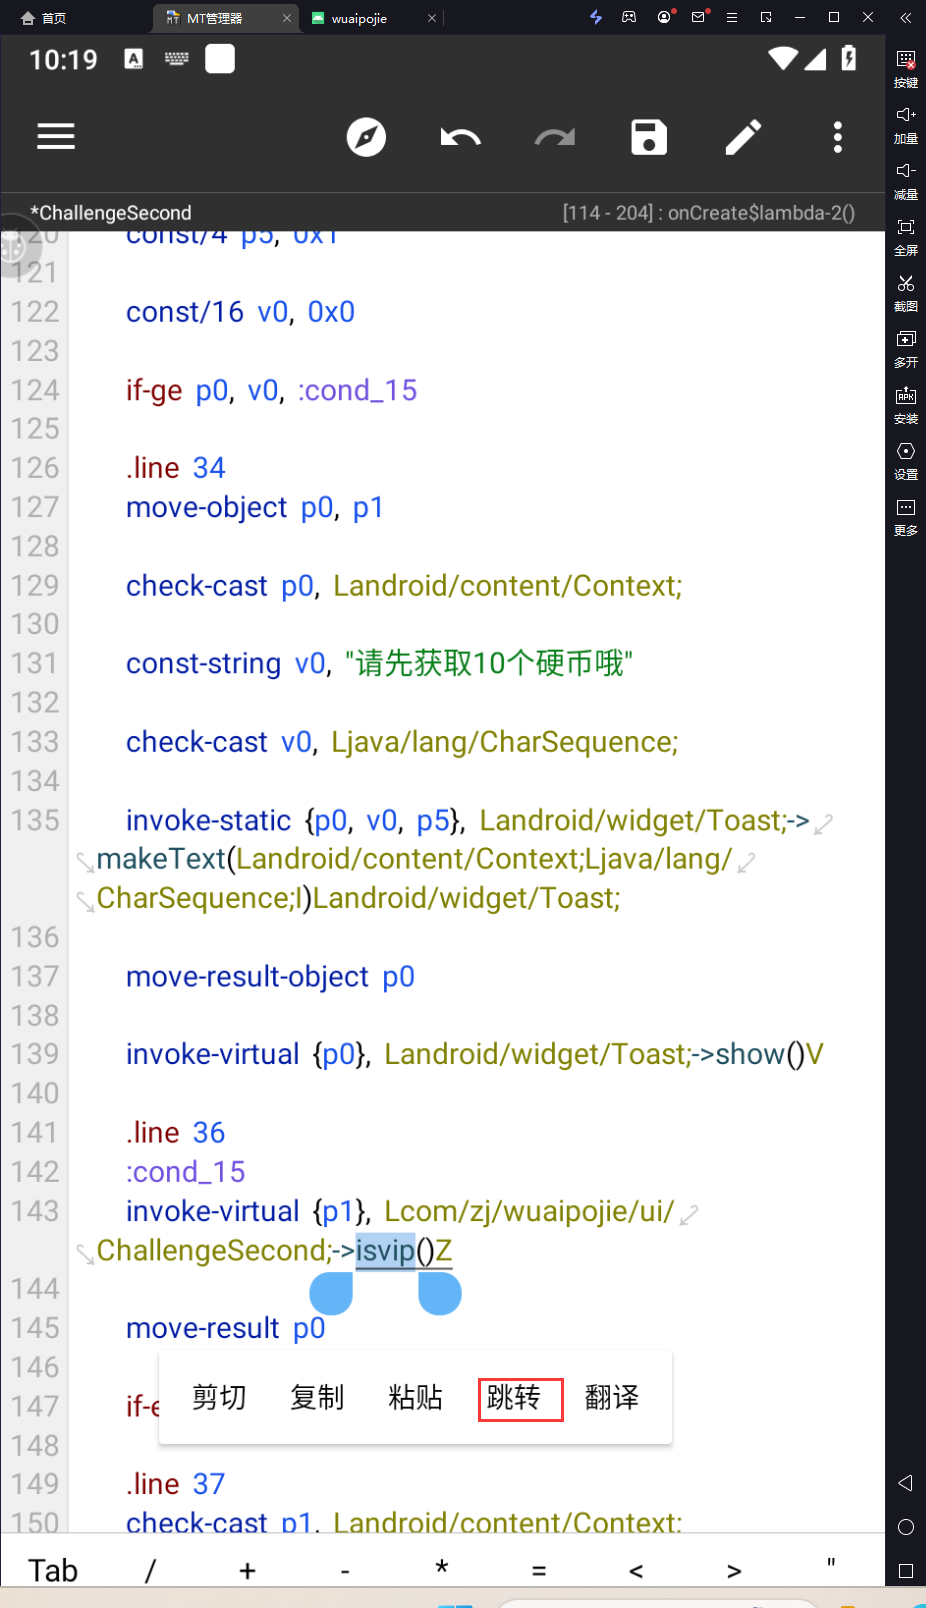 首页
MT管理器
wuaipojie
10:19
A
*ChallengeSecond
[114 - 204] : onCreate$lambda-2()
120 const/4 p5, 0x1
121
122 const/16 v0, 0x0
123
124 if-ge p0, v0, :cond_15
125
126 .line 34
127 move-object p0, p1
128
129 check-cast p0, Landroid/content/Context;
130
131 const-string v0, "请先获取10个硬币哦"
132
133 check-cast v0, Ljava/lang/CharSequence;
134
135 invoke-static {p0, v0, p5}, Landroid/widget/Toast;->
makeText(Landroid/content/Context;Ljava/lang/
CharSequence;I)Landroid/widget/Toast;
136
137 move-result-object p0
138
139 invoke-virtual {p0}, Landroid/widget/Toast;->show()V
140
141 .line 36
142 :cond_15
143 invoke-virtual {p1}, Lcom/zj/wuaipojie/ui/
ChallengeSecond;->isvip()Z
144
145 move-result p0
146
147 if-e
剪切 复制 粘贴 跳转 翻译
148
149 .line 37
150 check-cast p1, Landroid/content/Context;
Tab / + - * = < > "
按键
加量
减量
全屏
截图
多开
APK
安装
设置
更多